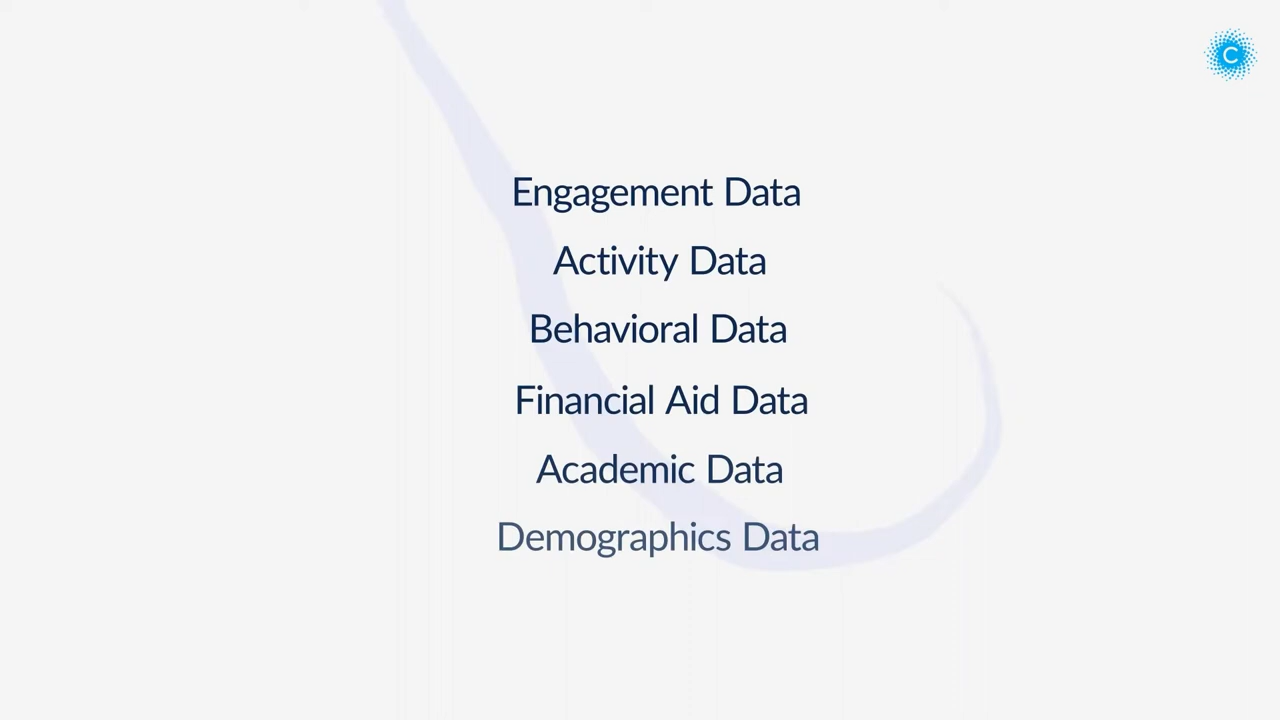 C
Engagement Data
Activity Data
Behavioral Data
Financial Aid Data
Academic Data
Demographics Data